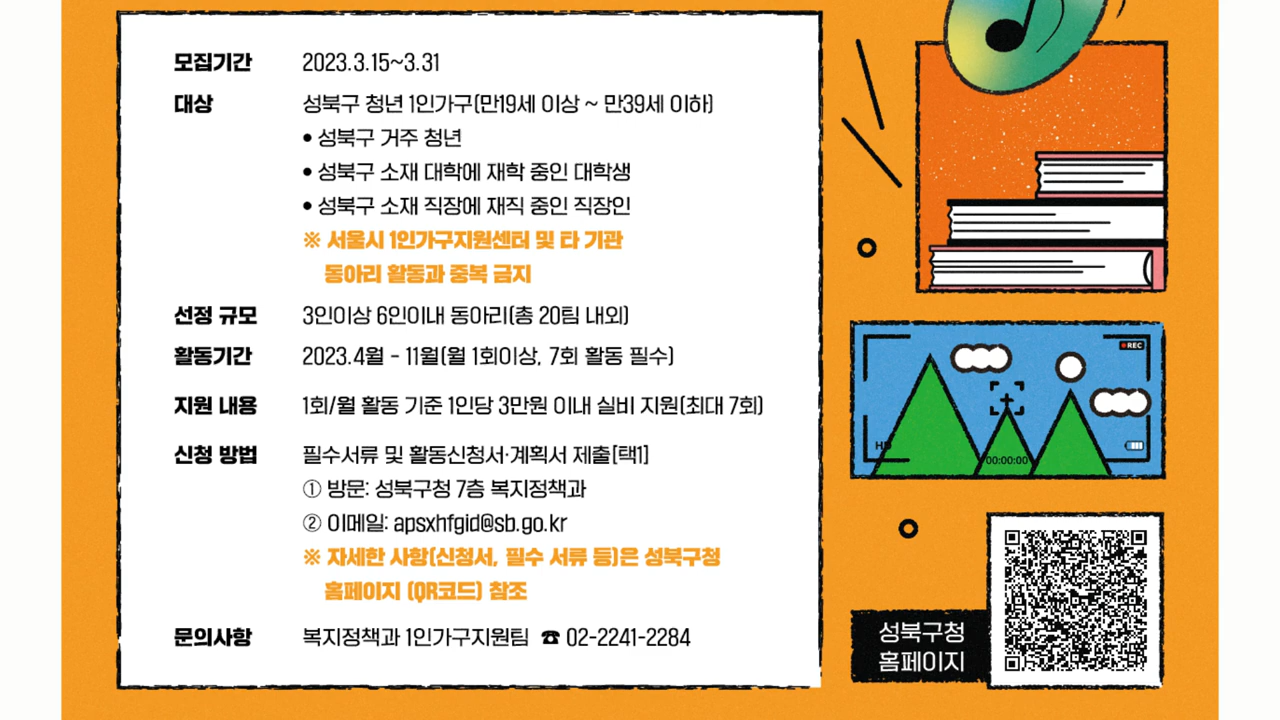 모집기간 2023.3.15~3.31
대상 성북구 청년 1인가구(만19세 이상 ~ 만39세 이하)
• 성북구 거주 청년
• 성북구 소재 대학에 재학 중인 대학생
• 성북구 소재 직장에 재직 중인 직장인
※ 서울시 1인가구지원센터 및 타 기관
동아리 활동과 중복 금지
선정 규모 3인이상 6인이내 동아리(총 20팀 내외)
활동기간 2023.4월 - 11월(월 1회이상, 7회 활동 필수)
지원 내용 1회/월 활동 기준 1인당 3만원 이내 실비 지원(최대 7회)
신청 방법 필수서류 및 활동신청서·계획서 제출[택1]
① 방문: 성북구청 7층 복지정책과
② 이메일: apsxhfgid@sb.go.kr
※ 자세한 사항(신청서, 필수 서류 등)은 성북구청
홈페이지 (QR코드) 참조
문의사항 복지정책과 1인가구지원팀 ☎ 02-2241-2284
REC
HD
00:00:00
성북구청
홈페이지